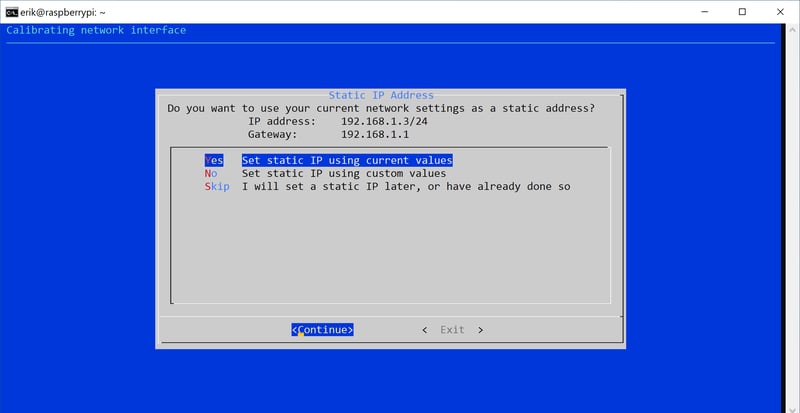 erik@raspberrypi: ~
Calibrating network interface
Static IP Address
Do you want to use your current network settings as a static address?
IP address: 192.168.1.3/24
Gateway: 192.168.1.1
Yes Set static IP using current values
No Set static IP using custom values
Skip I will set a static IP later, or have already done so
<Continue> < Exit >